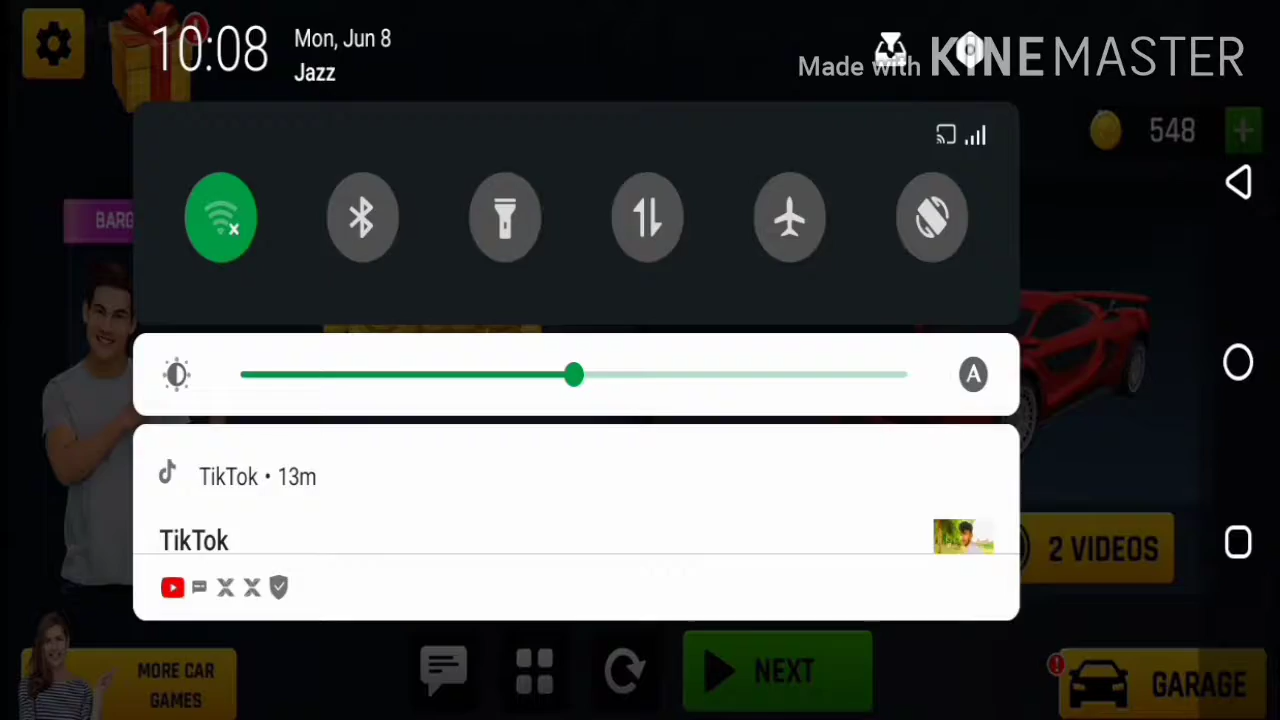 10:08
Mon, Jun 8
Jazz
Made with KINEMASTER
548
BARG
A
TikTok • 13m
TikTok
2 VIDEOS
MORE CAR
GAMES
NEXT
GARAGE